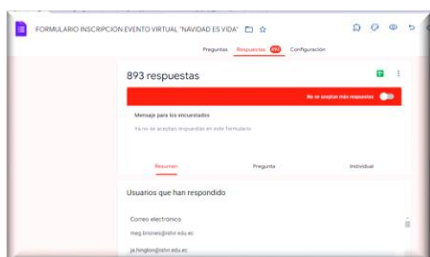 FORMULARIO INSCRIPCION EVENTO VIRTUAL "NAVIDAD ES VIDA"
Preguntas Respuestas 893 Configuración
893 respuestas
No se aceptan más respuestas
Mensaje para los encuestados
Ya no se aceptan respuestas en este formulario
Resumen Pregunta Individual
Usuarios que han respondido
Correo electrónico